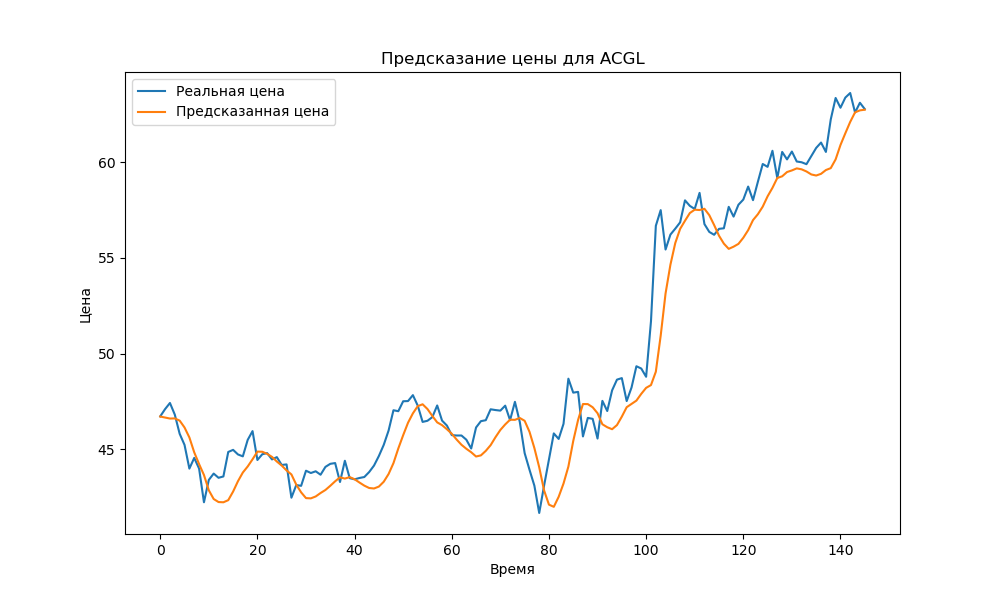 Предсказание цены для ACGL
Реальная цена
Предсказанная цена
Цена
60
55
50
45
0 20 40 60 80 100 120 140
Время